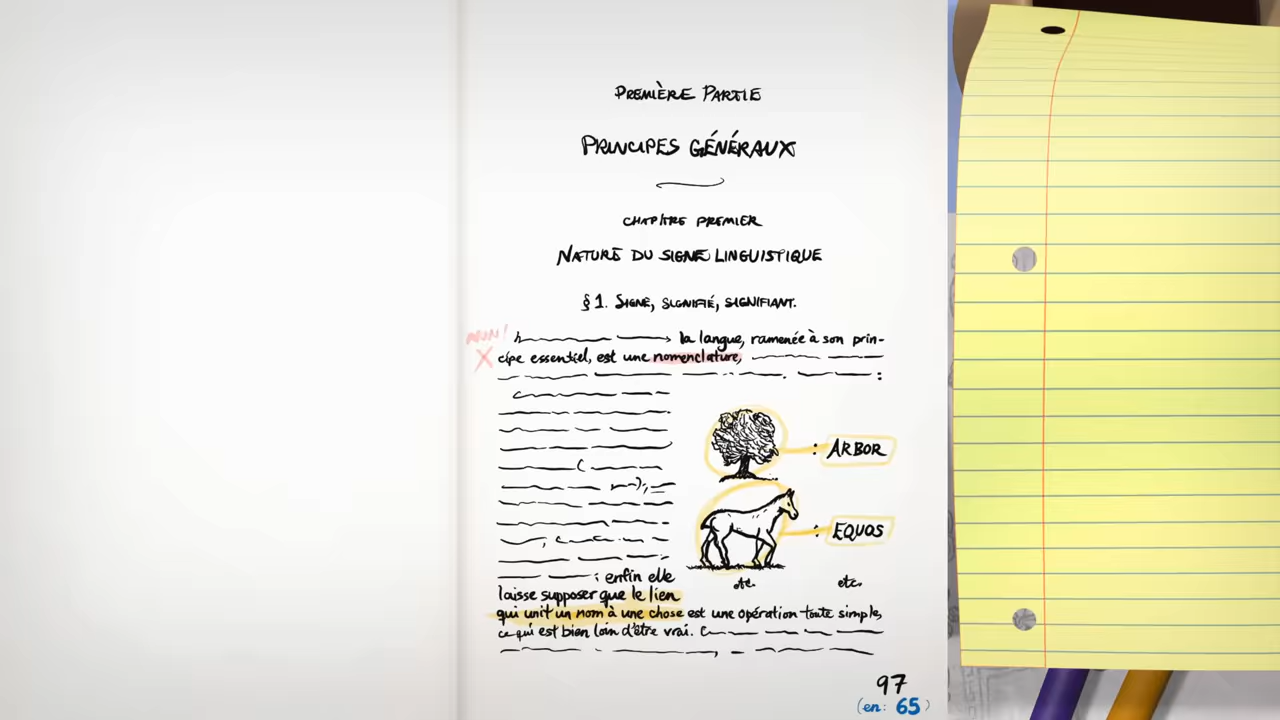 PREMIÈRE PARTIE
PRINCIPES GÉNÉRAUX
CHAPITRE PREMIER
NATURE DU SIGNE LINGUISTIQUE
§ 1. SIGNE, SIGNIFIÉ, SIGNIFIANT.
NON!
la langue, ramenée à son prin-
X cipe essentiel, est une nomenclature,
: ARBOR
: EQUOS
etc. etc.
: enfin elle
laisse supposer que le lien
qui unit un nom à une chose est une opération toute simple,
ce qui est bien loin d'être vrai.
97
(en: 65)